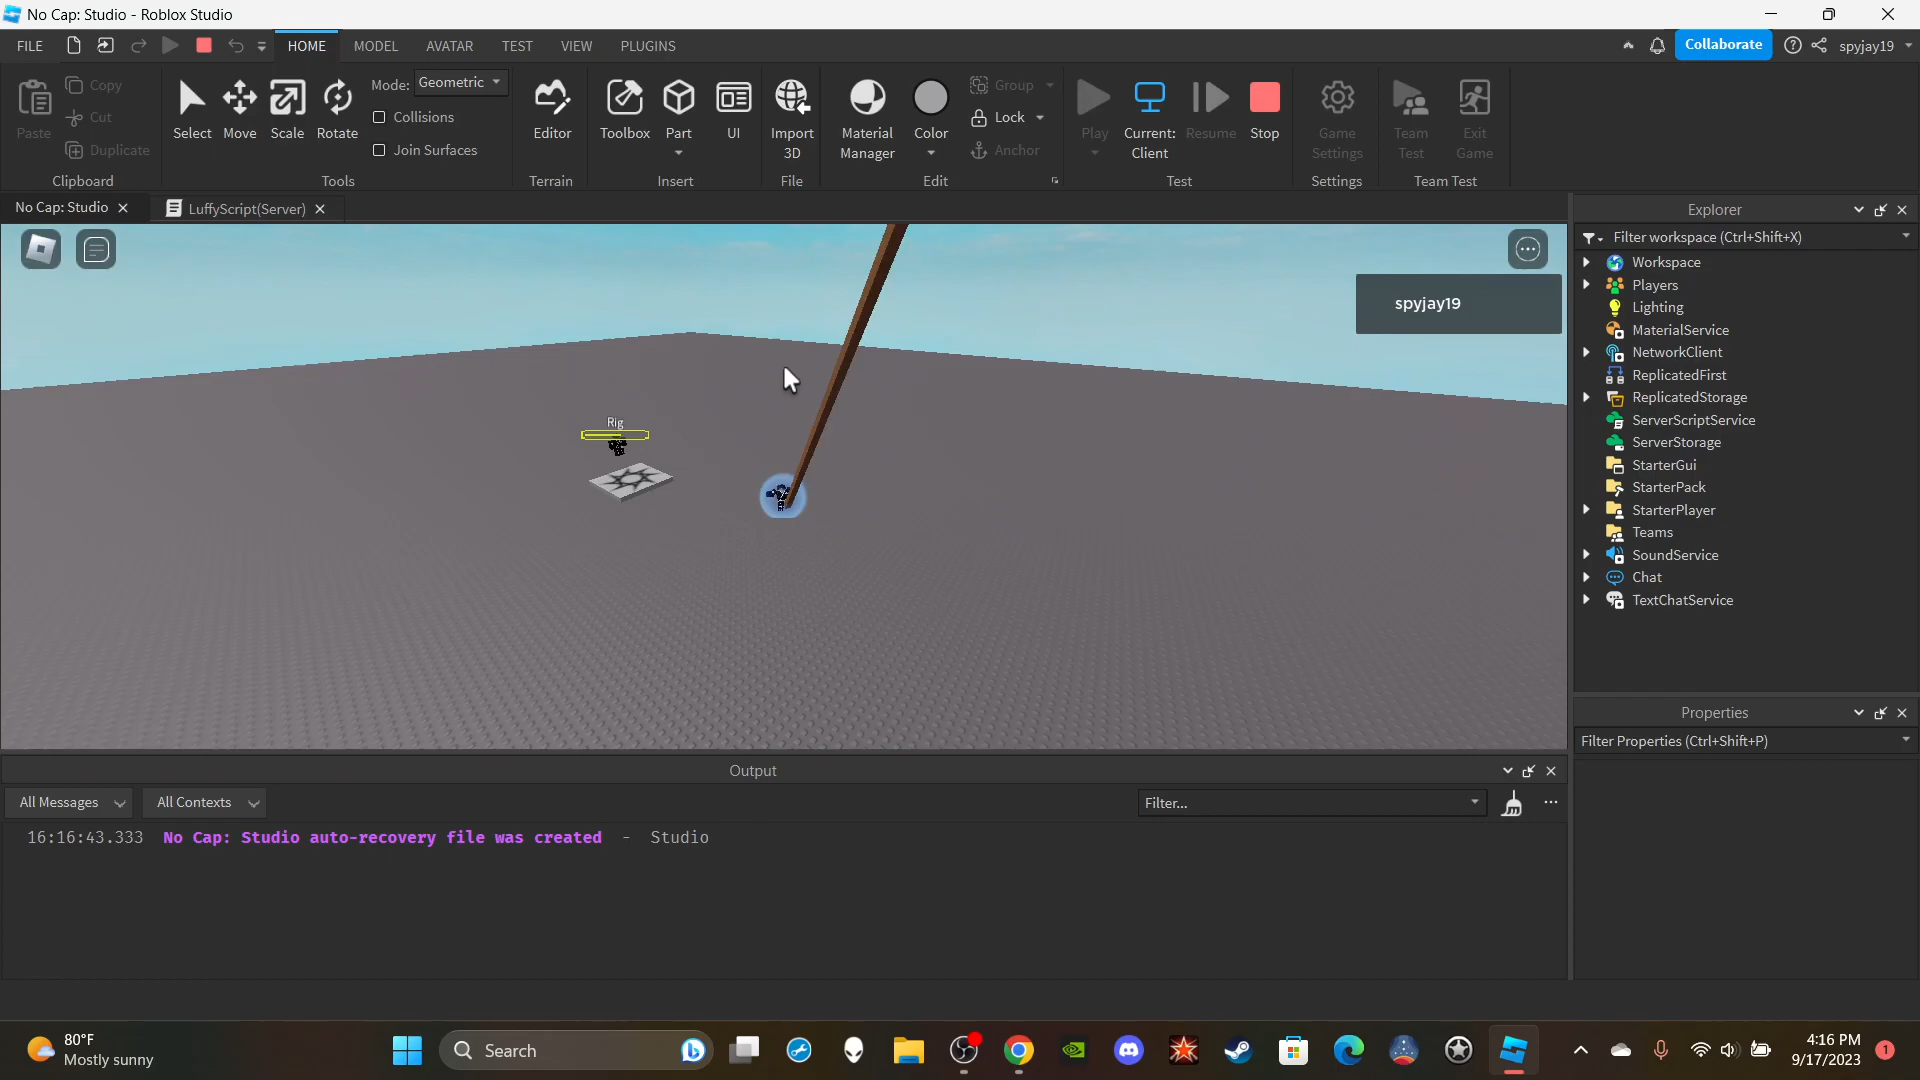 No Cap: Studio - Roblox Studio
FILE HOME MODEL AVATAR TEST VIEW PLUGINS Collaborate spyjay19
Paste Copy Cut Duplicate
Clipboard
Select Move Scale Rotate
Mode: Geometric
Collisions
Join Surfaces
Tools
Editor
Terrain
Toolbox Part UI
Insert
Import 3D
File
Material Manager Color
Group
Lock
Anchor
Edit
Play Current: Client Resume Stop
Test
Game Settings
Settings
Team Test Exit Game
Team Test
No Cap: Studio LuffyScript(Server)
spyjay19
Rig
Explorer
Filter workspace (Ctrl+Shift+X)
Workspace
Players
Lighting
MaterialService
NetworkClient
ReplicatedFirst
ReplicatedStorage
ServerScriptService
ServerStorage
StarterGui
StarterPack
StarterPlayer
Teams
SoundService
Chat
TextChatService
Properties
Filter Properties (Ctrl+Shift+P)
Output
All Messages All Contexts Filter...
16:16:43.333 No Cap: Studio auto-recovery file was created - Studio
80°F
Mostly sunny
Search
4:16 PM
9/17/2023
1